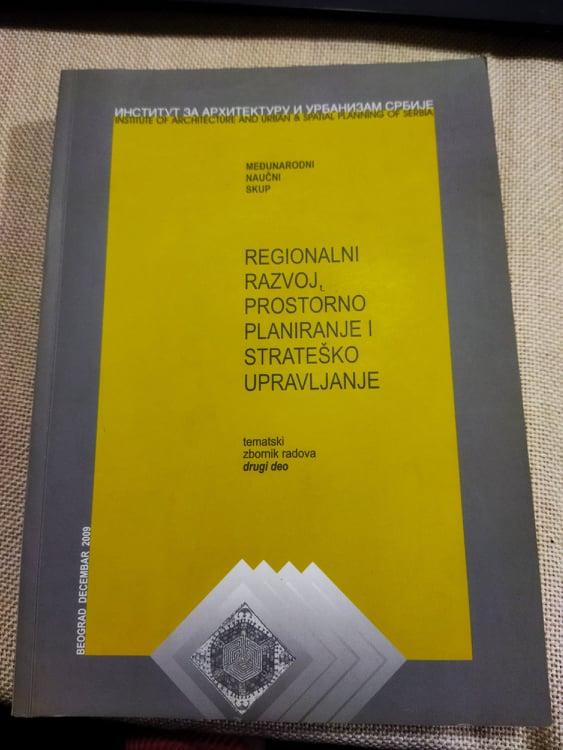 ИНСТИТУТ ЗА АРХИТЕКТУРУ И УРБАНИЗАМ СРБИЈЕ
INSTITUTE OF ARCHITECTURE AND URBAN & SPATIAL PLANNING OF SERBIA
MEĐUNARODNI
NAUČNI
SKUP
REGIONALNI
RAZVOJ,
PROSTORNO
PLANIRANJE I
STRATEŠKO
UPRAVLJANJE
tematski
zbornik radova
drugi deo
BEOGRAD DECEMBAR 2009